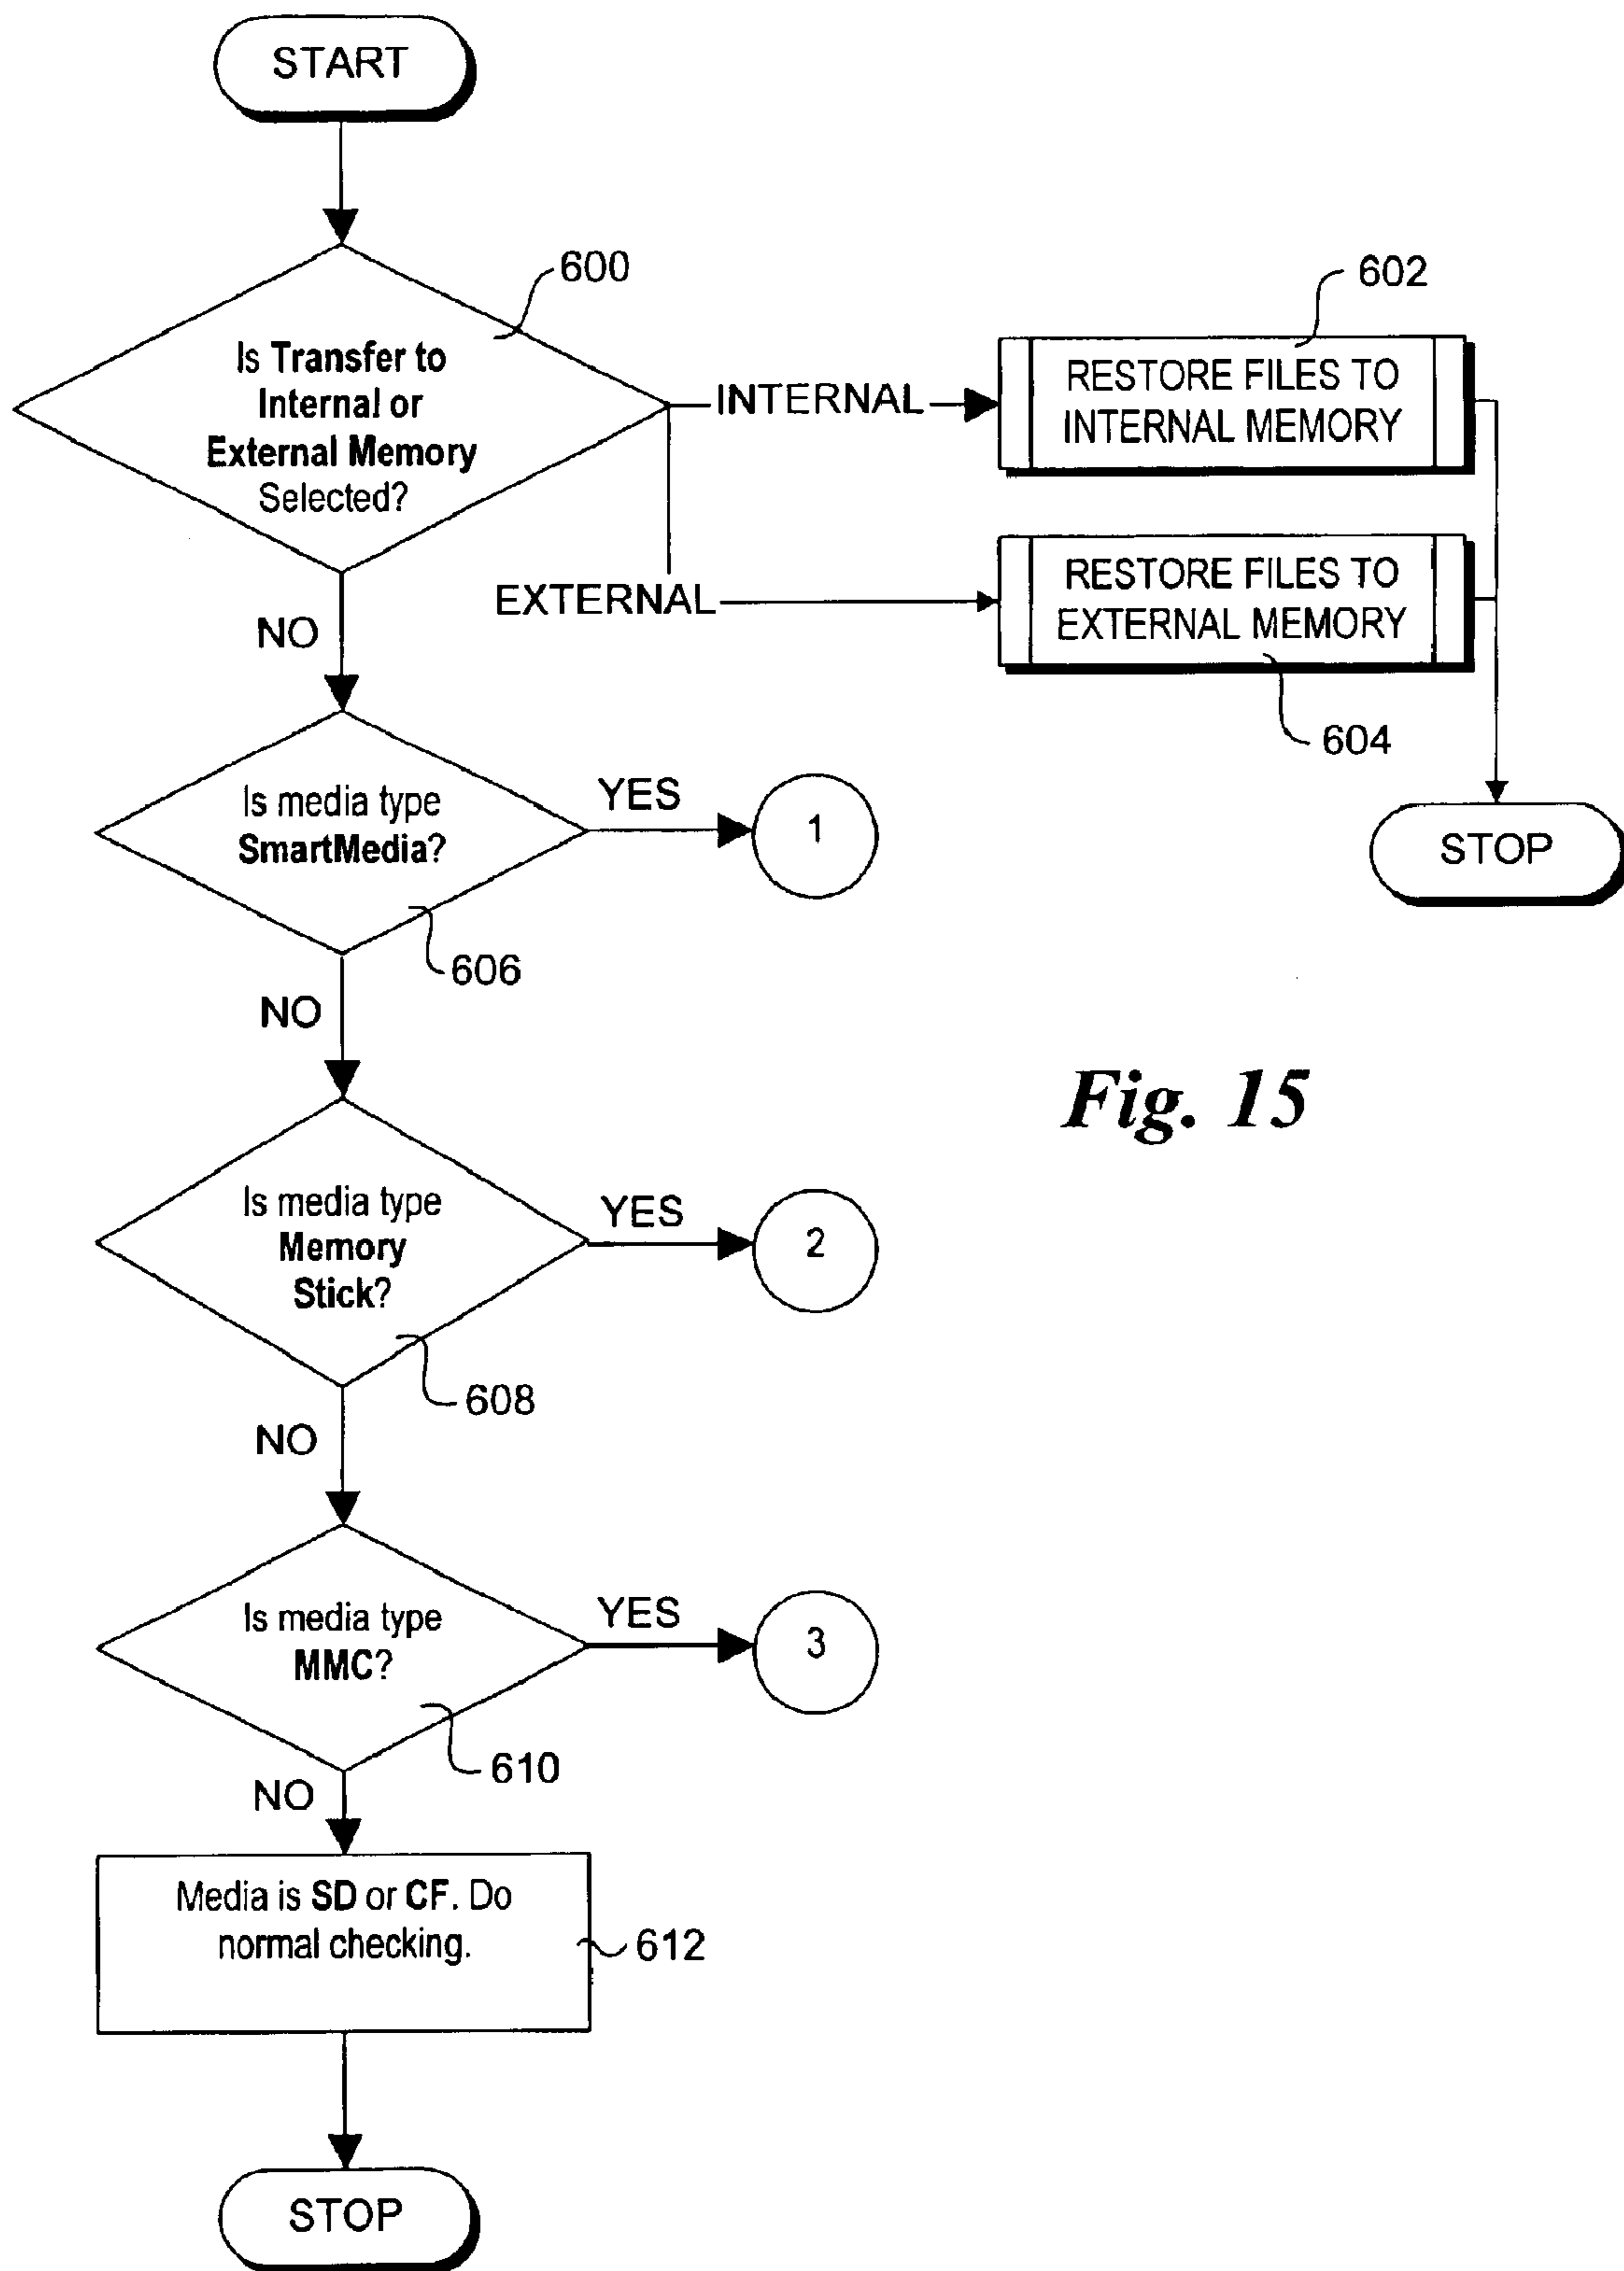 START
600
Is Transfer to
Internal or
External Memory
Selected?
INTERNAL
602
RESTORE FILES TO
INTERNAL MEMORY
EXTERNAL
RESTORE FILES TO
EXTERNAL MEMORY
604
STOP
NO
Is media type
SmartMedia?
YES
1
606
NO
Fig. 15
Is media type
Memory
Stick?
YES
2
608
NO
Is media type
MMC?
YES
3
610
NO
Media is SD or CF. Do
normal checking.
612
STOP